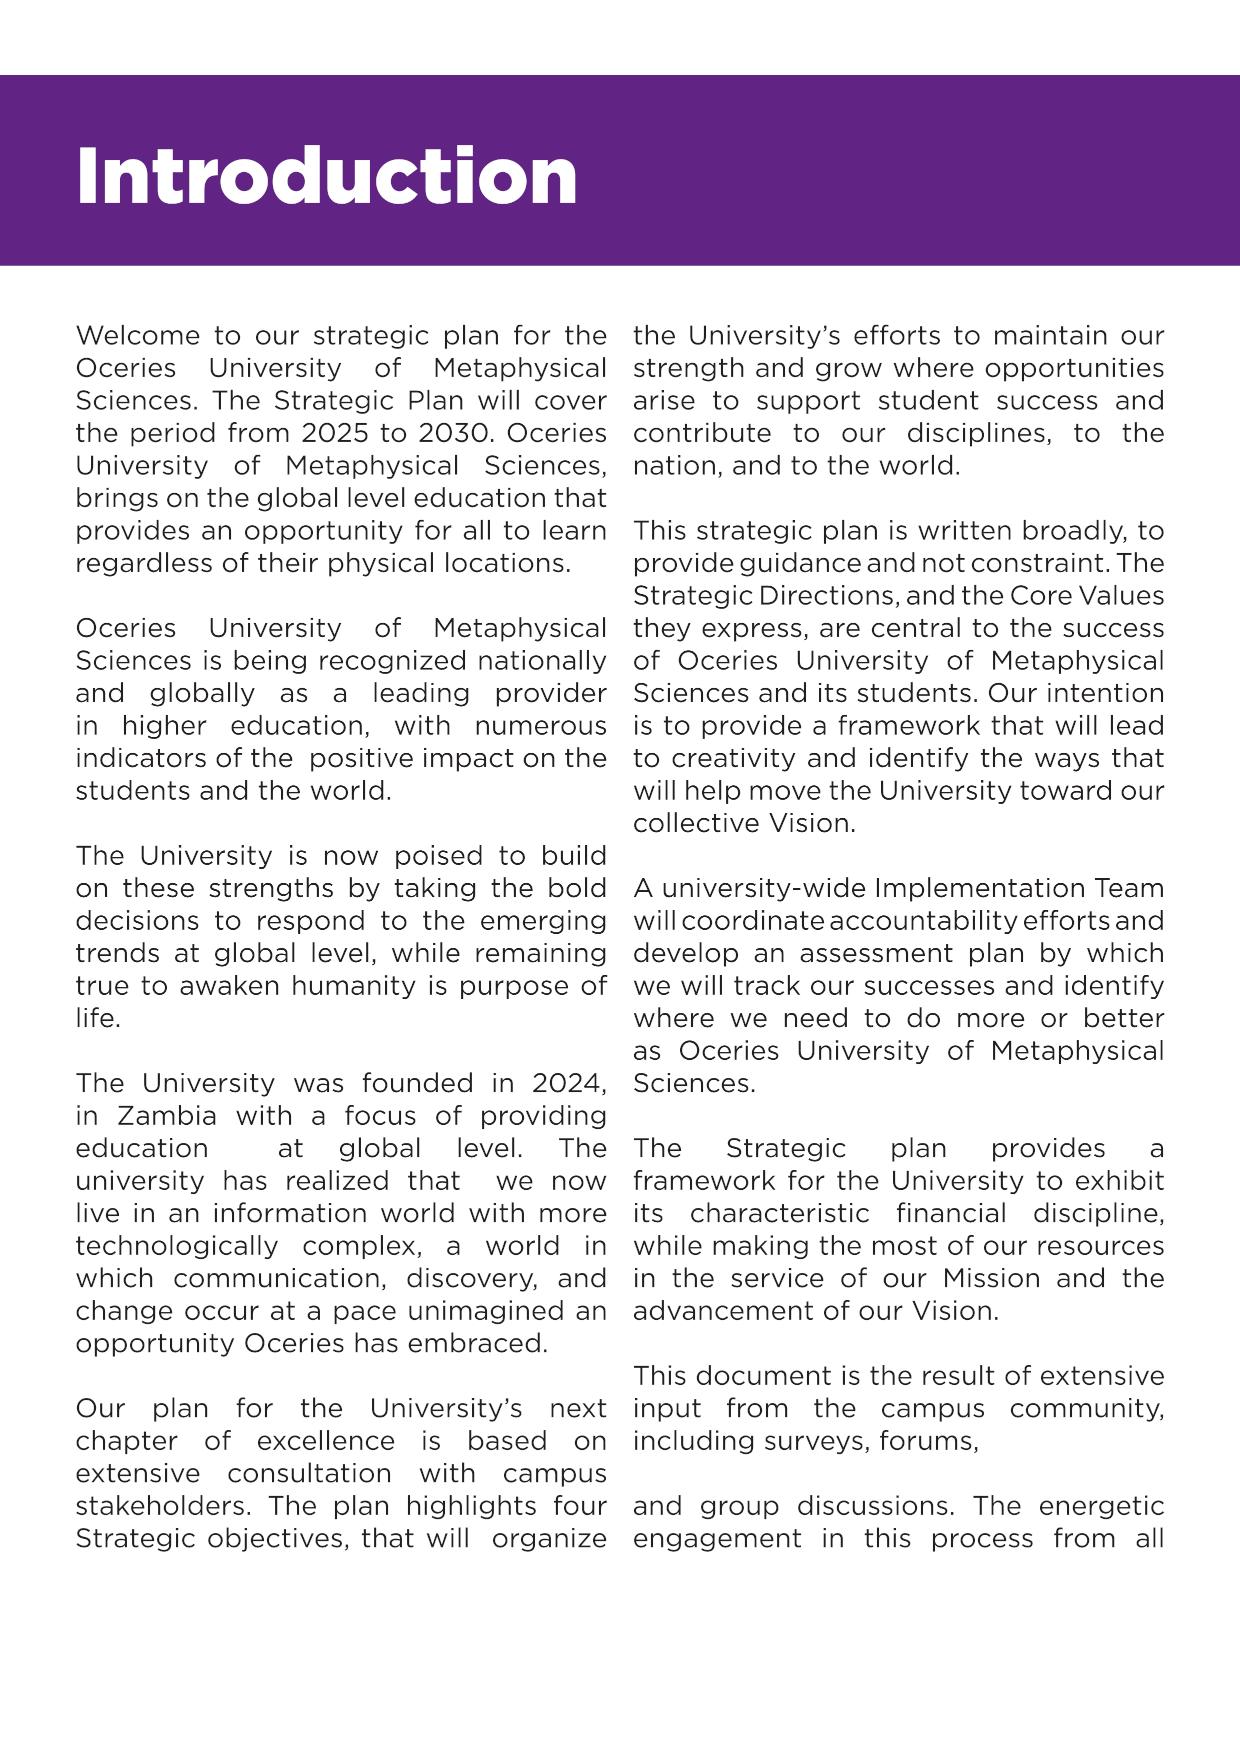 Introduction
Welcome to our strategic plan for the
Oceries University of Metaphysical
Sciences. The Strategic Plan will cover
the period from 2025 to 2030. Oceries
University of Metaphysical Sciences,
brings on the global level education that
provides an opportunity for all to learn
regardless of their physical locations.
Oceries University of Metaphysical
Sciences is being recognized nationally
and globally as a leading provider
in higher education, with numerous
indicators of the positive impact on the
students and the world.
The University is now poised to build
on these strengths by taking the bold
decisions to respond to the emerging
trends at global level, while remaining
true to awaken humanity is purpose of
life.
The University was founded in 2024,
in Zambia with a focus of providing
education at global level. The
university has realized that we now
live in an information world with more
technologically complex, a world in
which communication, discovery, and
change occur at a pace unimagined an
opportunity Oceries has embraced.
Our plan for the University’s next
chapter of excellence is based on
extensive consultation with campus
stakeholders. The plan highlights four
Strategic objectives, that will organize
the University’s efforts to maintain our
strength and grow where opportunities
arise to support student success and
contribute to our disciplines, to the
nation, and to the world.
This strategic plan is written broadly, to
provide guidance and not constraint. The
Strategic Directions, and the Core Values
they express, are central to the success
of Oceries University of Metaphysical
Sciences and its students. Our intention
is to provide a framework that will lead
to creativity and identify the ways that
will help move the University toward our
collective Vision.
A university-wide Implementation Team
will coordinate accountability efforts and
develop an assessment plan by which
we will track our successes and identify
where we need to do more or better
as Oceries University of Metaphysical
Sciences.
The Strategic plan provides a
framework for the University to exhibit
its characteristic financial discipline,
while making the most of our resources
in the service of our Mission and the
advancement of our Vision.
This document is the result of extensive
input from the campus community,
including surveys, forums,
and group discussions. The energetic
engagement in this process from all